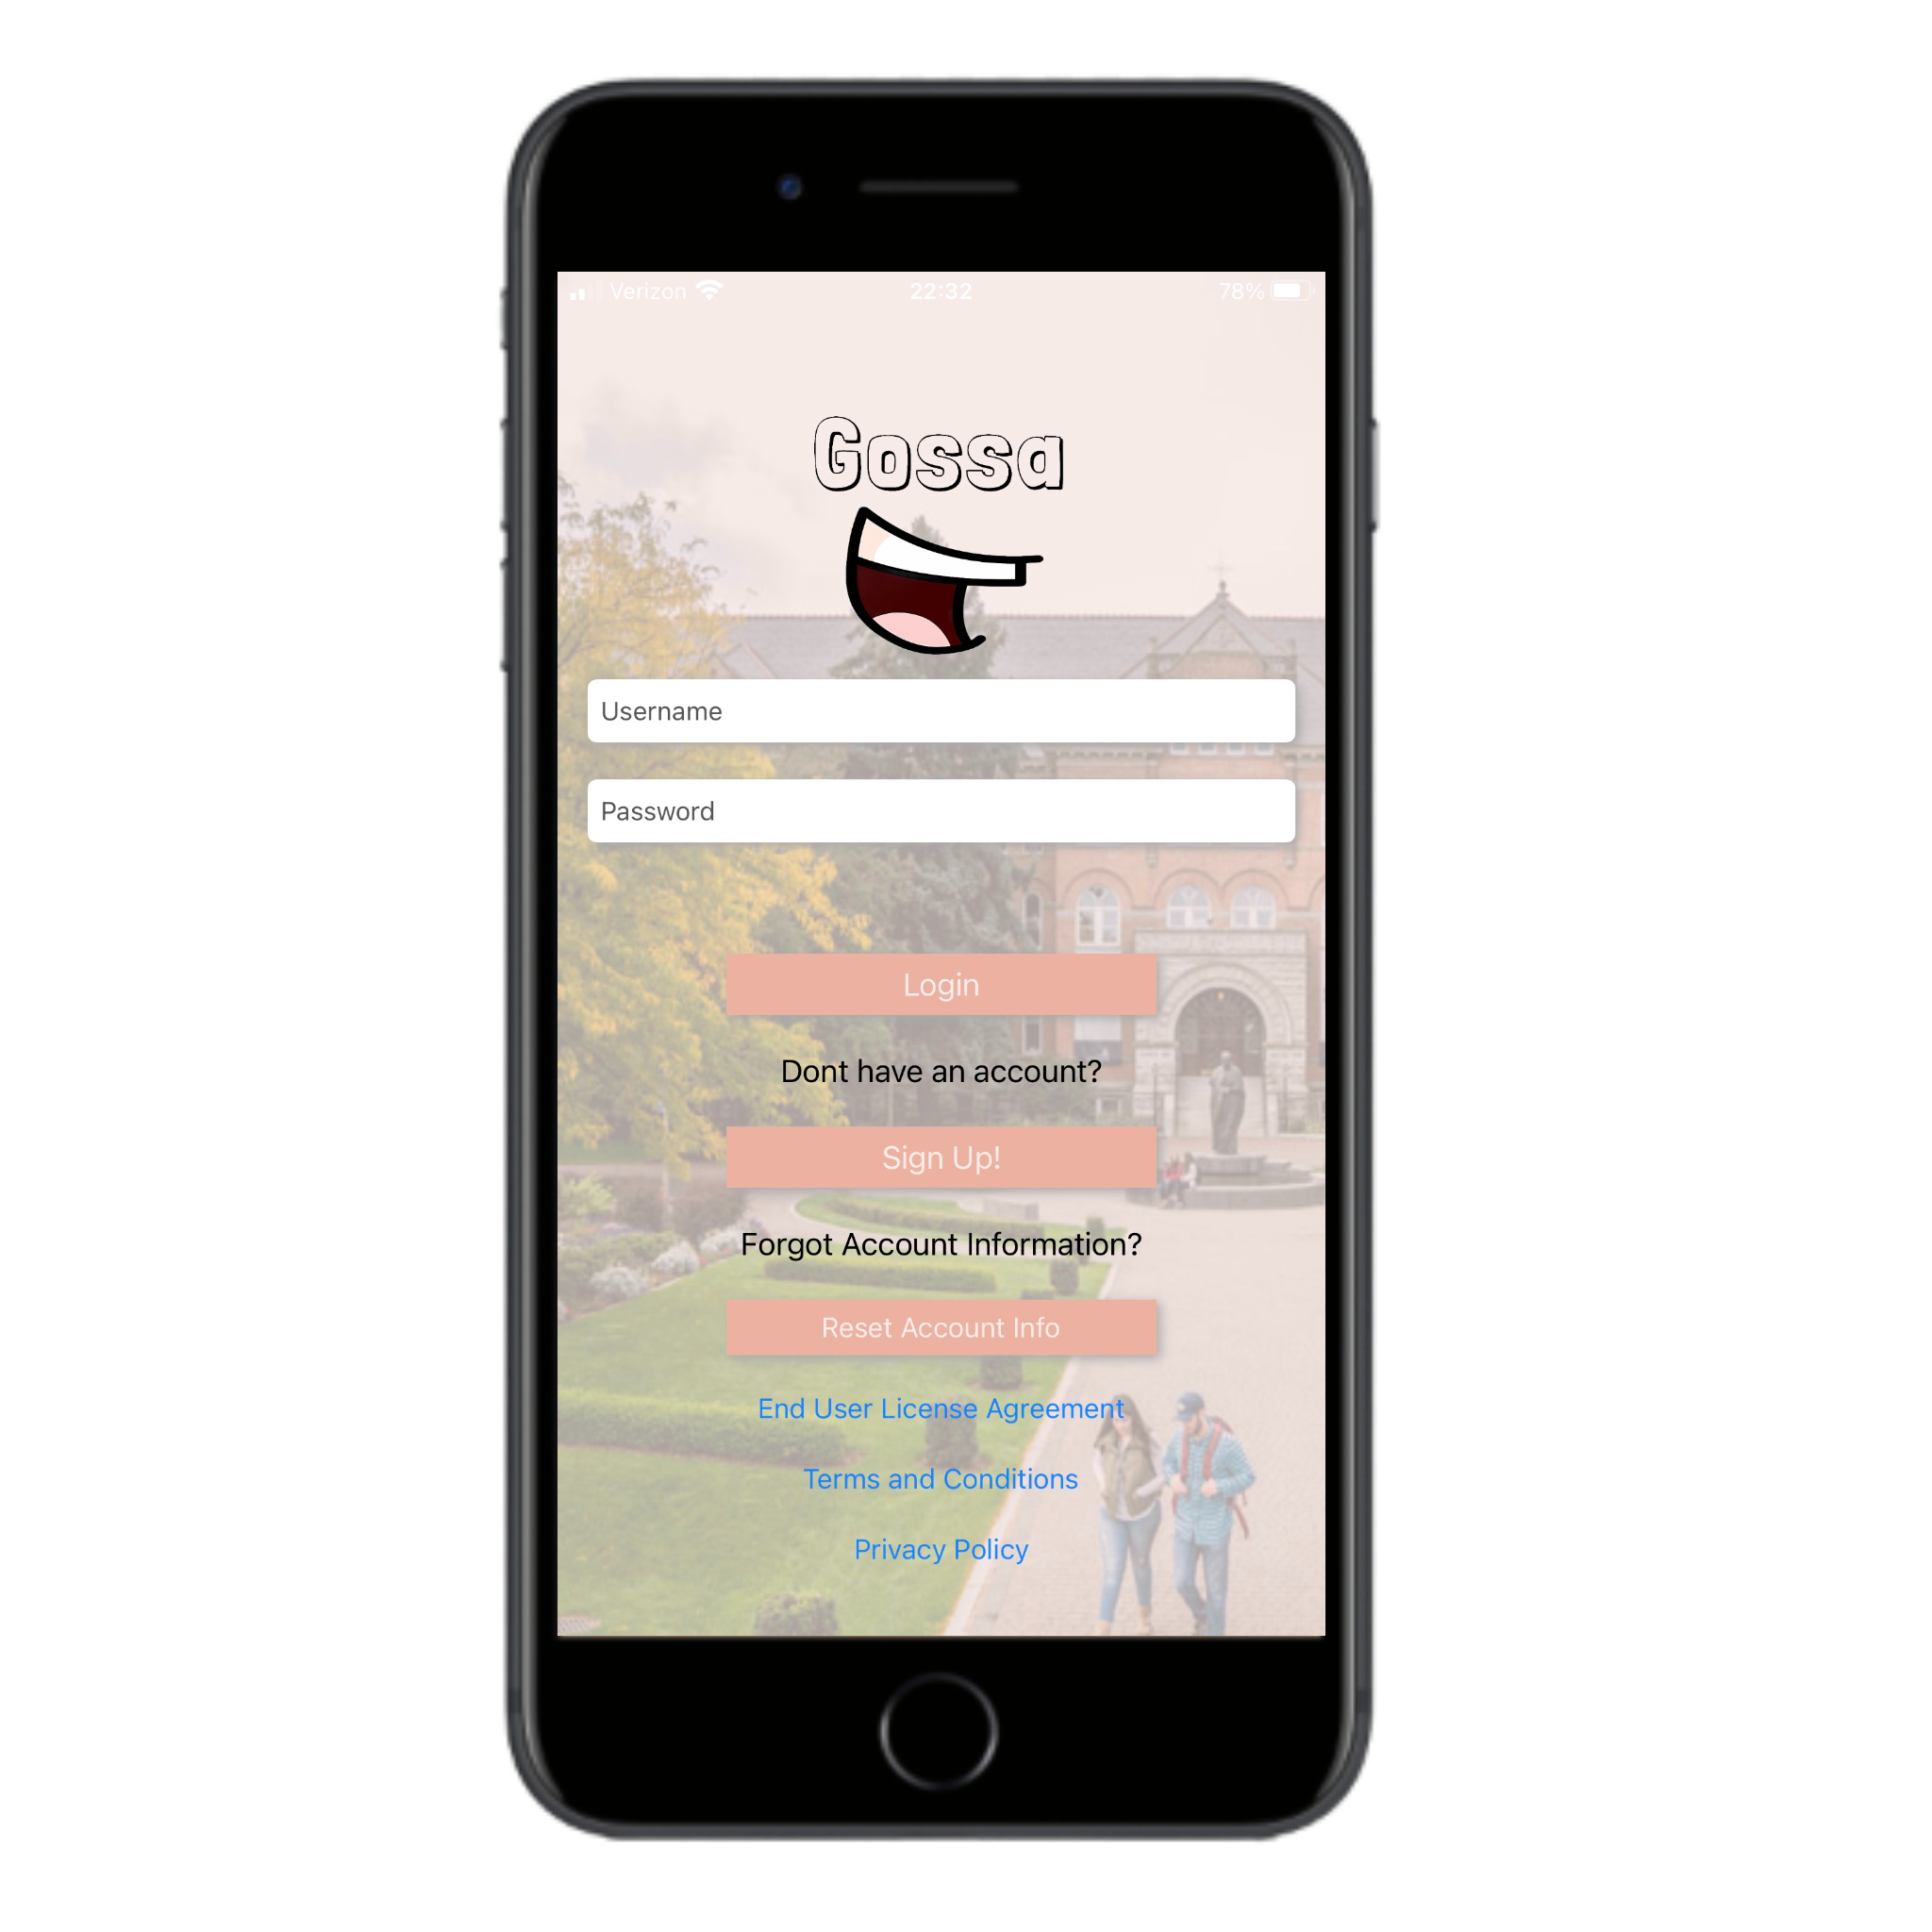 Verizon 22:32 78%
Gossa
Username
Password
Login
Dont have an account?
Sign Up!
Forgot Account Information?
Reset Account Info
End User License Agreement
Terms and Conditions
Privacy Policy